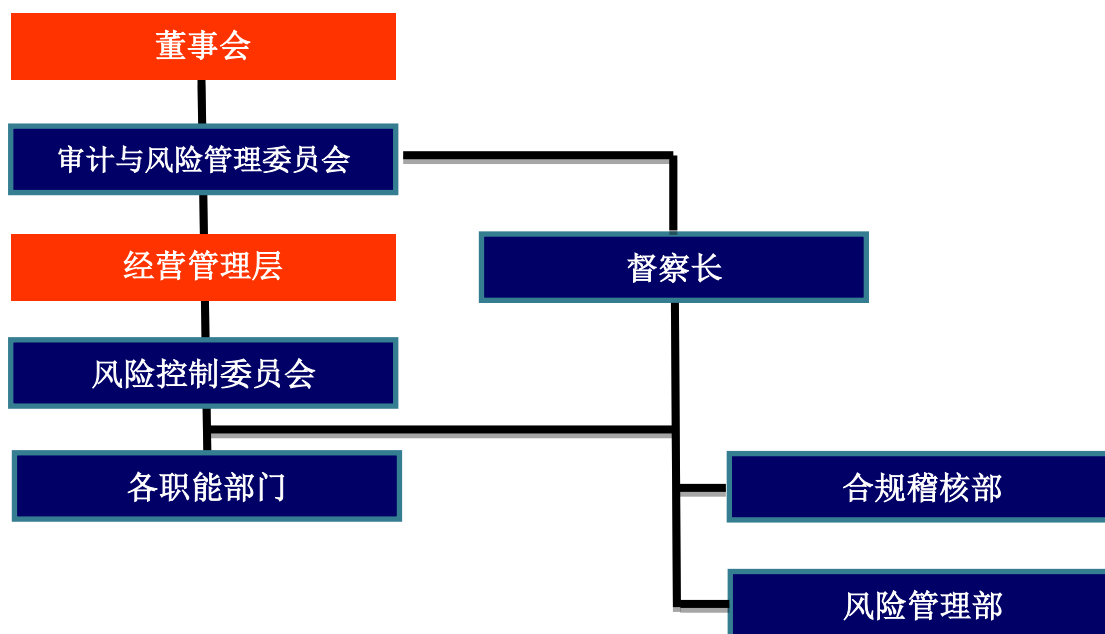 董事会
审计与风险管理委员会
经营管理层
督察长
风险控制委员会
各职能部门
合规稽核部
风险管理部